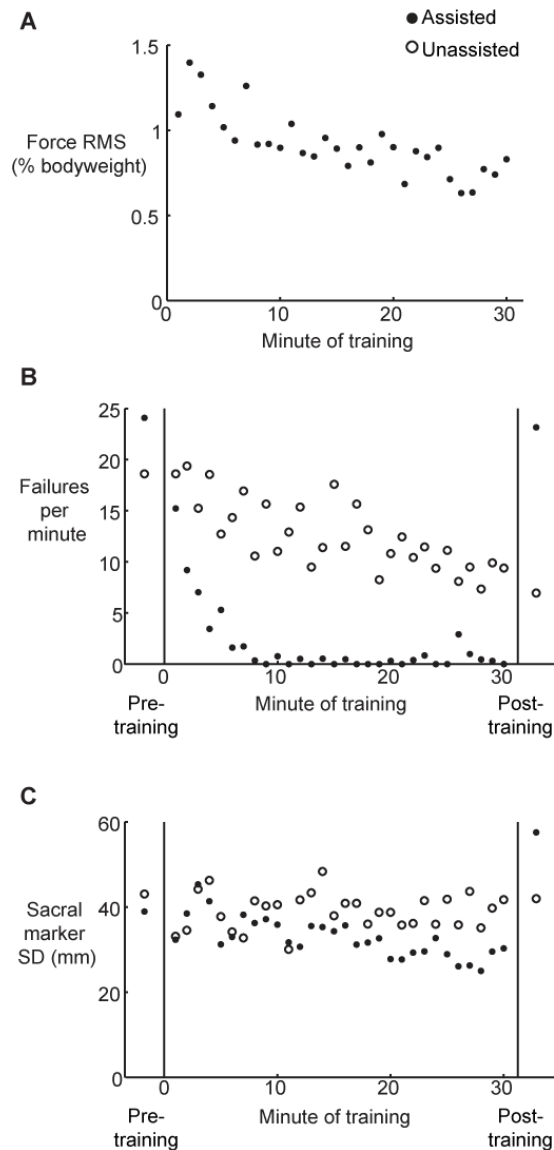 A
Assisted
Unassisted
1.5
1
0.5
0
Force RMS
(% bodyweight)
0
10
20
30
Minute of training
B
25
20
15
10
5
0
Failures
per
minute
0
10
20
30
Pre-
training
Minute of training
Post-
training
C
60
40
20
0
Sacral
marker
SD (mm)
0
10
20
30
Pre-
training
Minute of training
Post-
training